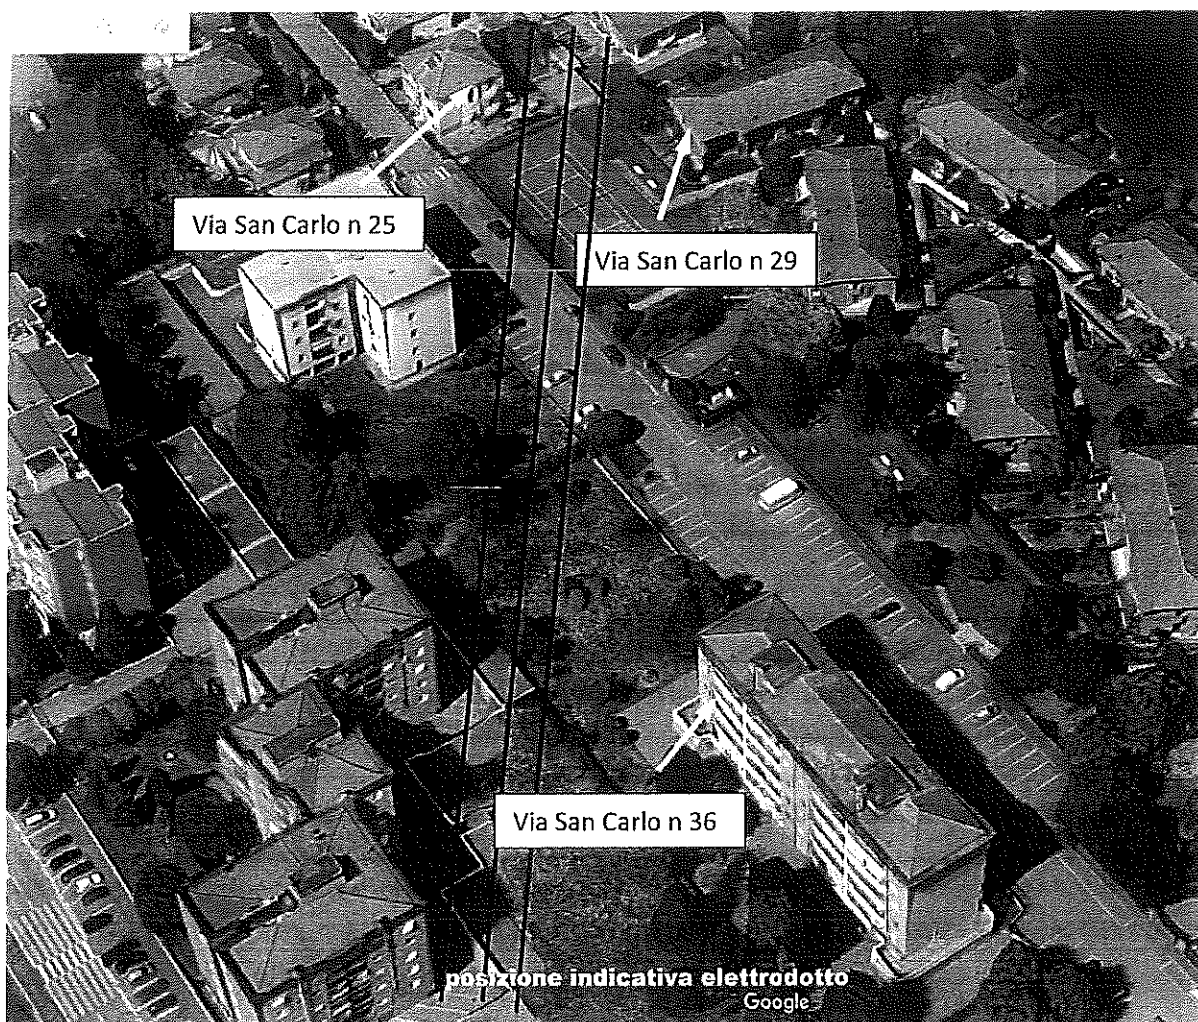 Via San Carlo n 25
Via San Carlo n 29
Via San Carlo n 36
posizione indicativa elettrodotto
Google